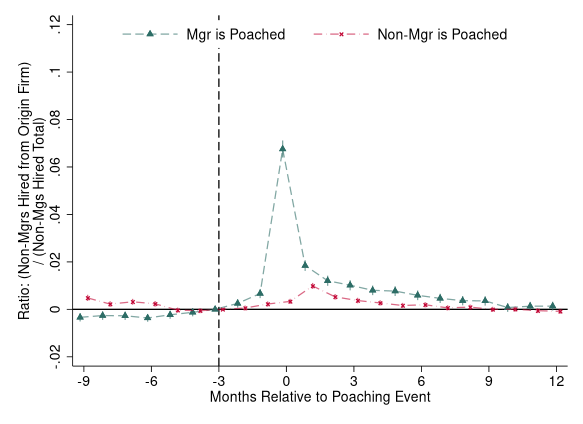 Mgr is Poached
Non-Mgr is Poached
Ratio: (Non-Mgrs Hired from Origin Firm)
/ (Non-Mgs Hired Total)
.12
.1
.08
.06
.04
.02
0
-.02
-9 -6 -3 0 3 6 9 12
Months Relative to Poaching Event